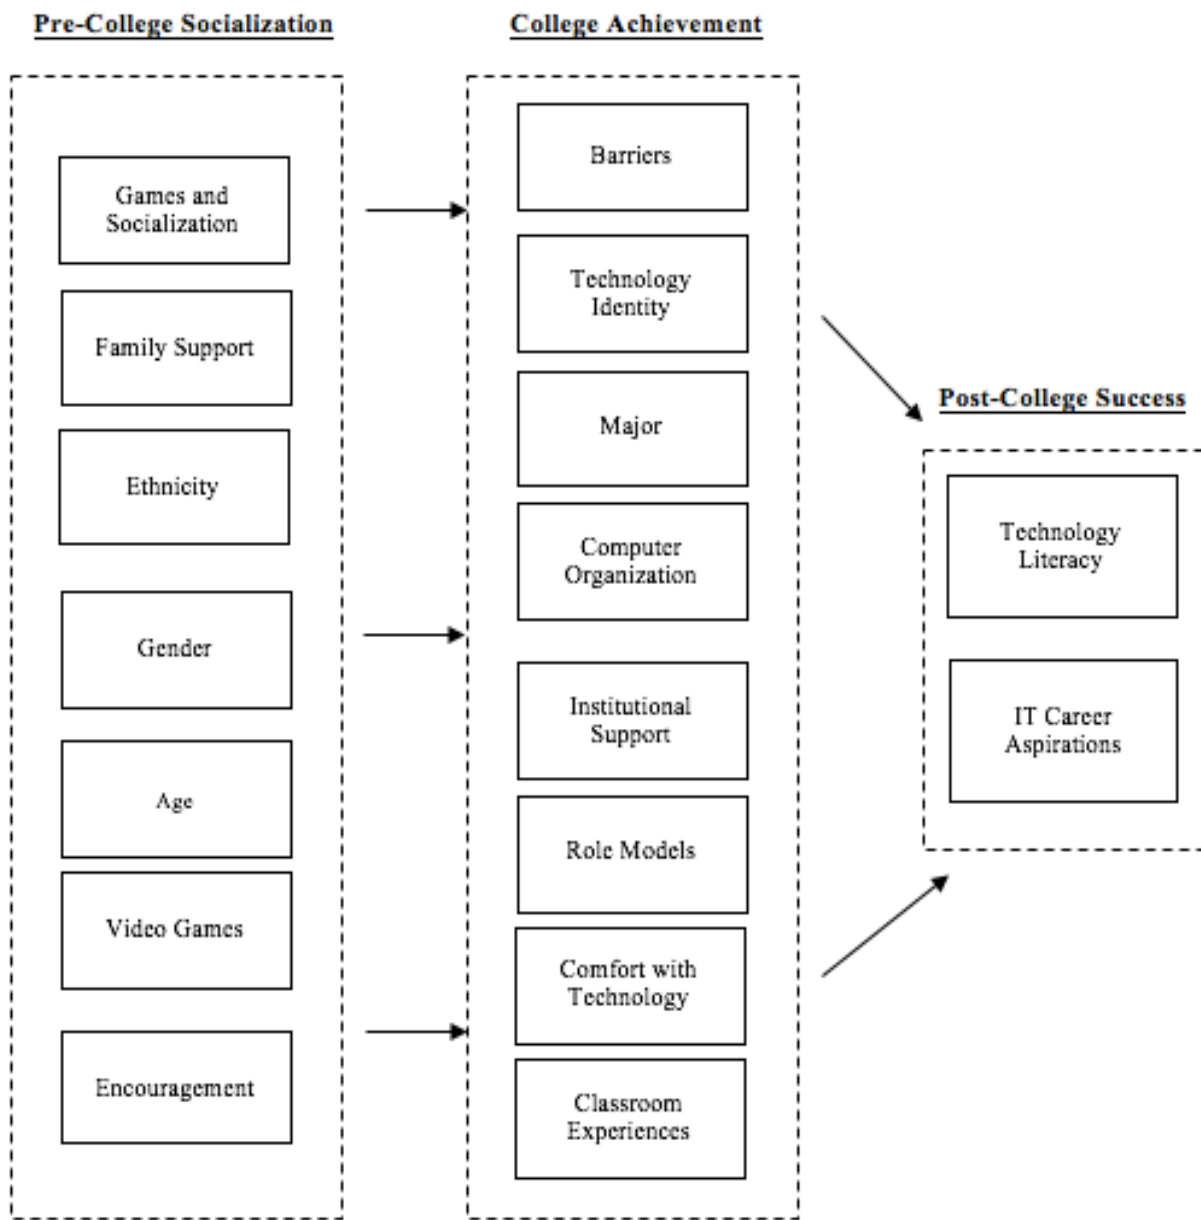 Pre-College Socialization
Games and
Socialization
Family Support
Ethnicity
Gender
Age
Video Games
Encouragement
College Achievement
Barriers
Technology
Identity
Major
Computer
Organization
Institutional
Support
Role Models
Comfort with
Technology
Classroom
Experiences
Post-College Success
Technology
Literacy
IT Career
Aspirations